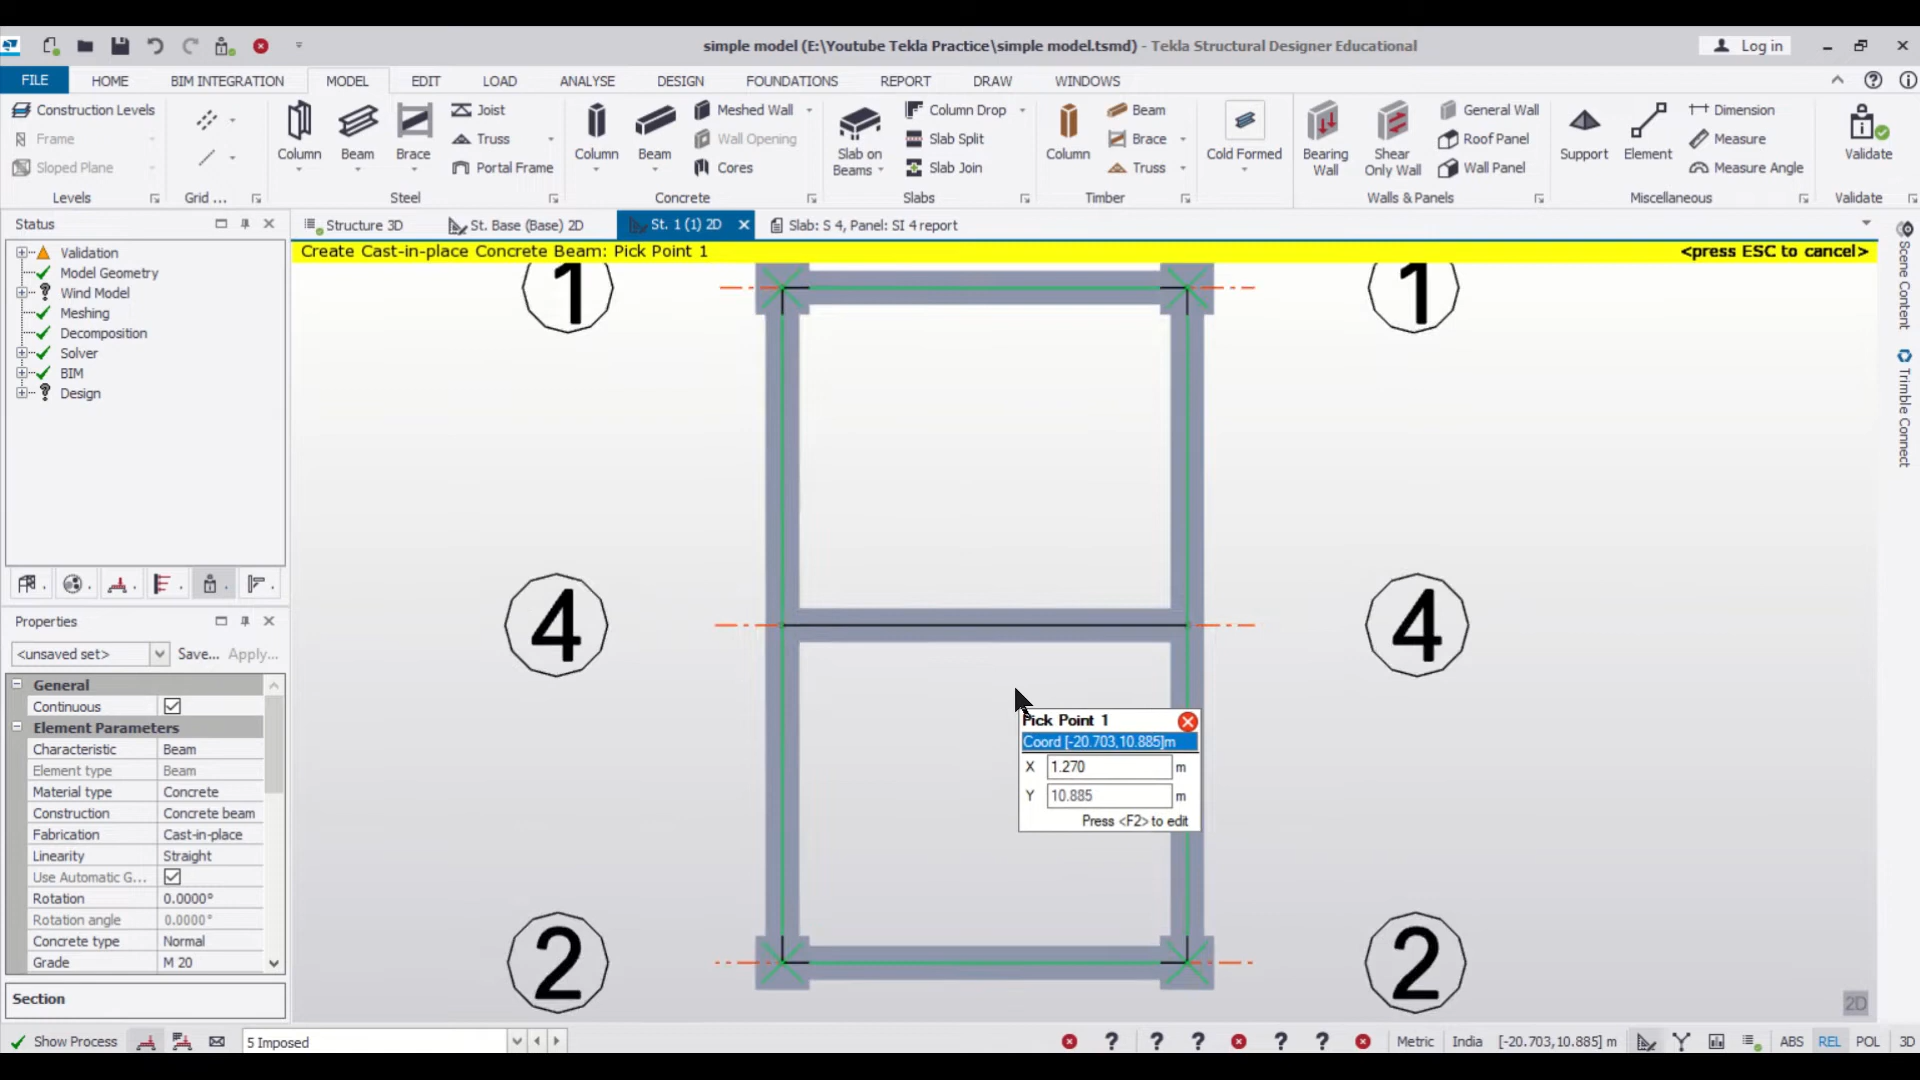 simple model (E:\Youtube Tekla Practice\simple model.tsmd) - Tekla Structural Designer Educational
Log in
FILE HOME BIM INTEGRATION MODEL EDIT LOAD ANALYSE DESIGN FOUNDATIONS REPORT DRAW WINDOWS
Construction Levels
Frame
Sloped Plane
Levels
Grid ...
Column
Beam
Brace
Joist
Truss
Portal Frame
Steel
Column
Beam
Meshed Wall
Wall Opening
Cores
Concrete
Slab on
Beams
Column Drop
Slab Split
Slab Join
Slabs
Column
Beam
Brace
Truss
Timber
Cold Formed
Bearing
Wall
Shear
Only Wall
General Wall
Roof Panel
Wall Panel
Walls & Panels
Support
Element
Dimension
Measure
Measure Angle
Miscellaneous
Validate
Validate
Status
Validation
Model Geometry
Wind Model
Meshing
Decomposition
Solver
BIM
Design
Structure 3D
St. Base (Base) 2D
St. 1 (1) 2D
Slab: S 4, Panel: SI 4 report
Create Cast-in-place Concrete Beam: Pick Point 1
<press ESC to cancel>
1 1
4 4
2 2
Pick Point 1
Coord [-20.703,10.885]m
X 1.270 m
Y 10.885 m
Press <F2> to edit
2D
Scene Content
Trimble Connect
Properties
<unsaved set> Save... Apply...
General
Continuous
Element Parameters
Characteristic Beam
Element type Beam
Material type Concrete
Construction Concrete beam
Fabrication Cast-in-place
Linearity Straight
Use Automatic G...
Rotation 0.0000°
Rotation angle 0.0000°
Concrete type Normal
Grade M 20
Section
Show Process
5 Imposed
Metric India [-20.703,10.885] m ABS REL POL 3D